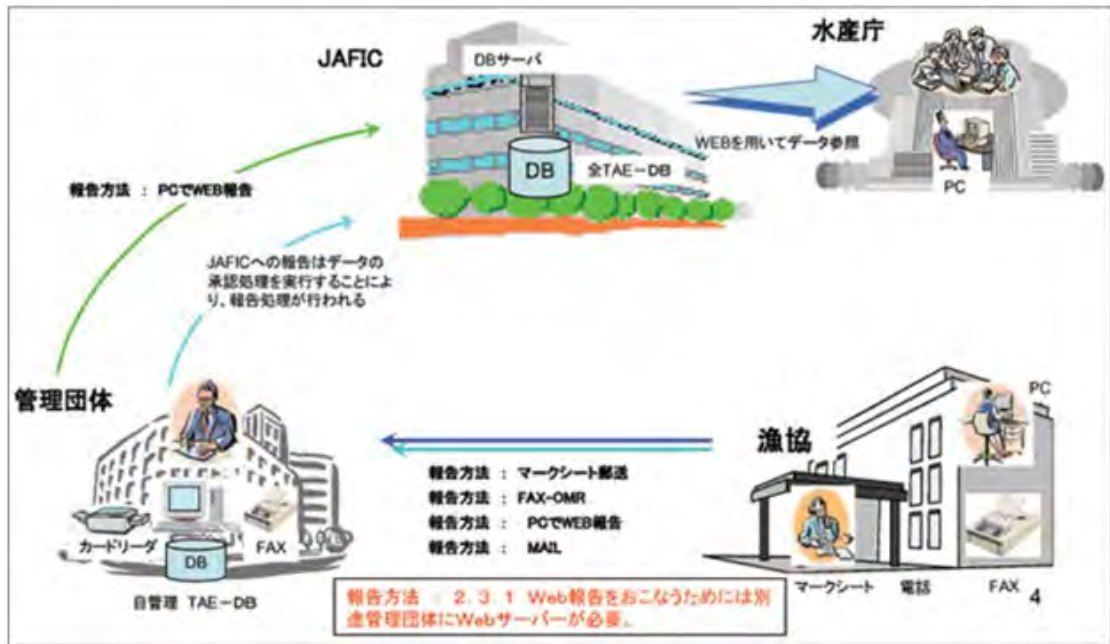 JAFIC
水産庁
DBサーバ
WEBを用いてデータ参照
DB
全TAE-DB
PC
報告方法 : PCでWEB報告
JAFICへの報告はデータの
承認処理を実行することによ
り、報告処理が行われる
管理団体
カードリーダ
FAX
DB
自管理 TAE-DB
漁協
PC
報告方法 : マークシート郵送
報告方法 : FAX-OMR
報告方法 : PCでWEB報告
報告方法 : MAIL
マークシート 電話 FAX
4
報告方法 : 2.3.1 Web報告をおこなうためには別
途管理団体にWebサーバーが必要。